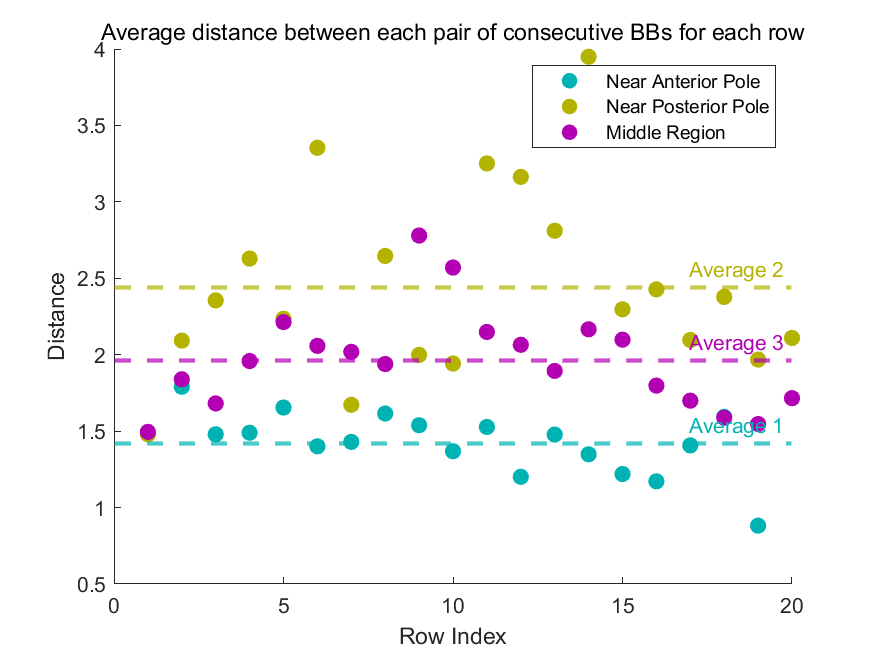 Average distance between each pair of consecutive BBs for each row
4
3.5
3
2.5
2
1.5
1
0.5
Distance
Near Anterior Pole
Near Posterior Pole
Middle Region
Average 2
Average 3
Average 1
0 5 10 15 20
Row Index